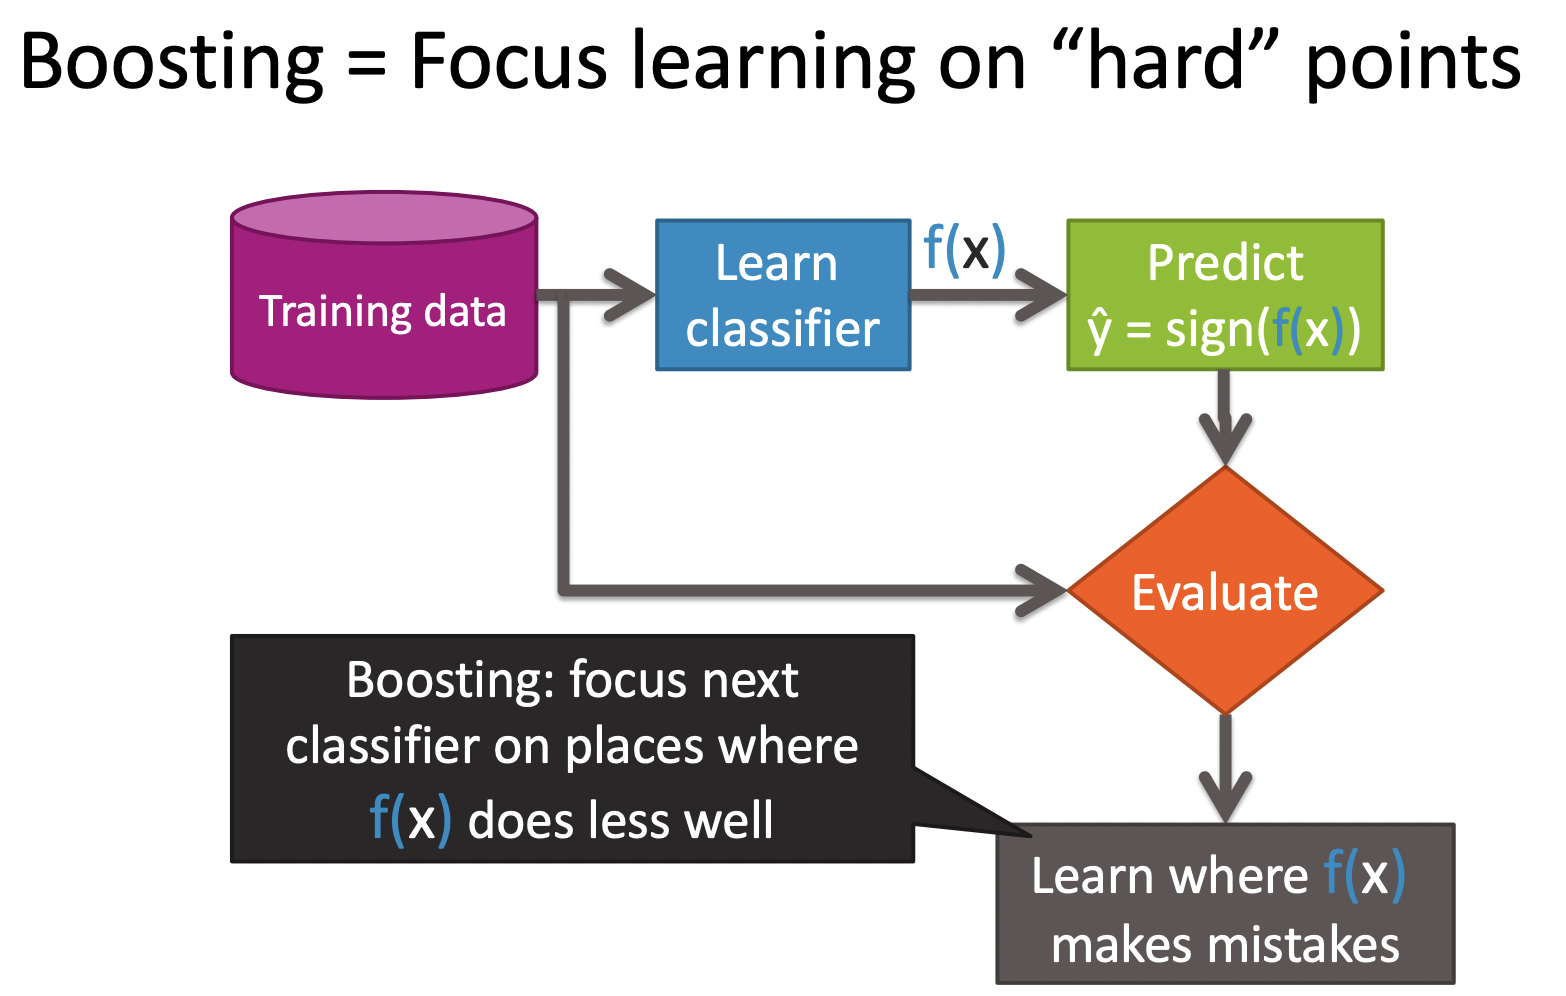 Boosting = Focus learning on “hard” points
Training data
Learn
classifier
f(x)
Predict
ŷ = sign(f(x))
Evaluate
Boosting: focus next
classifier on places where
f(x) does less well
Learn where f(x)
makes mistakes